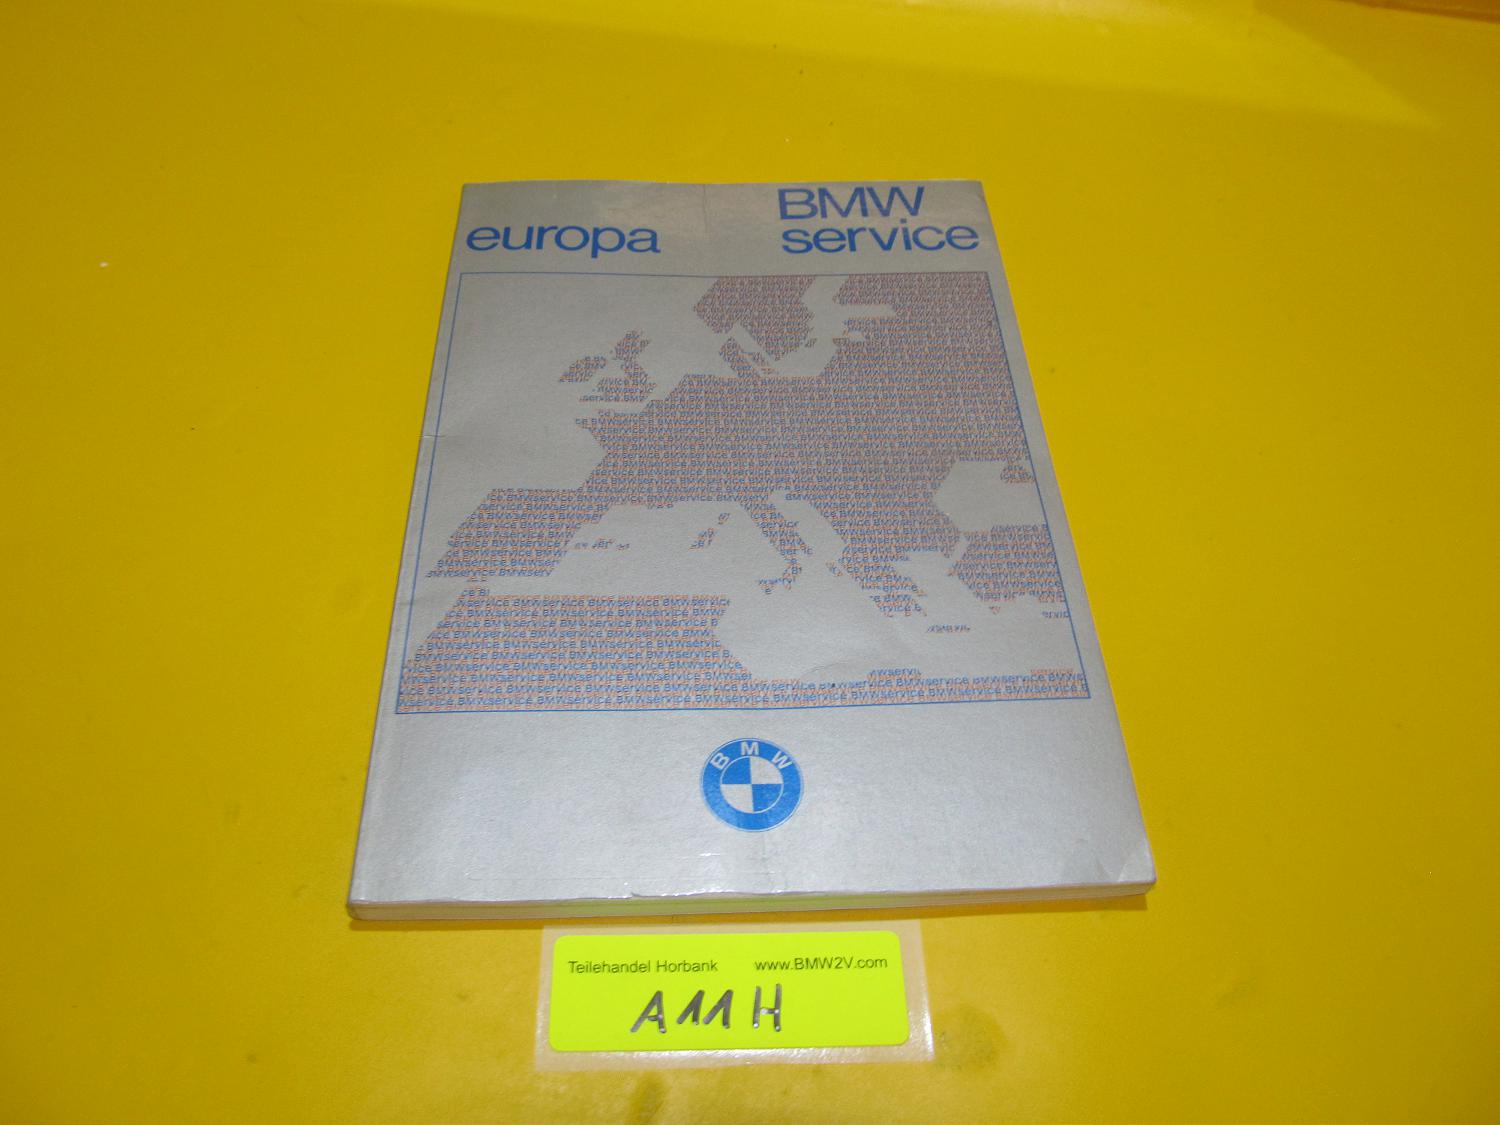 europa
BMW
service
BMW
Teilehandel Horbank www.BMW2V.com
A11H